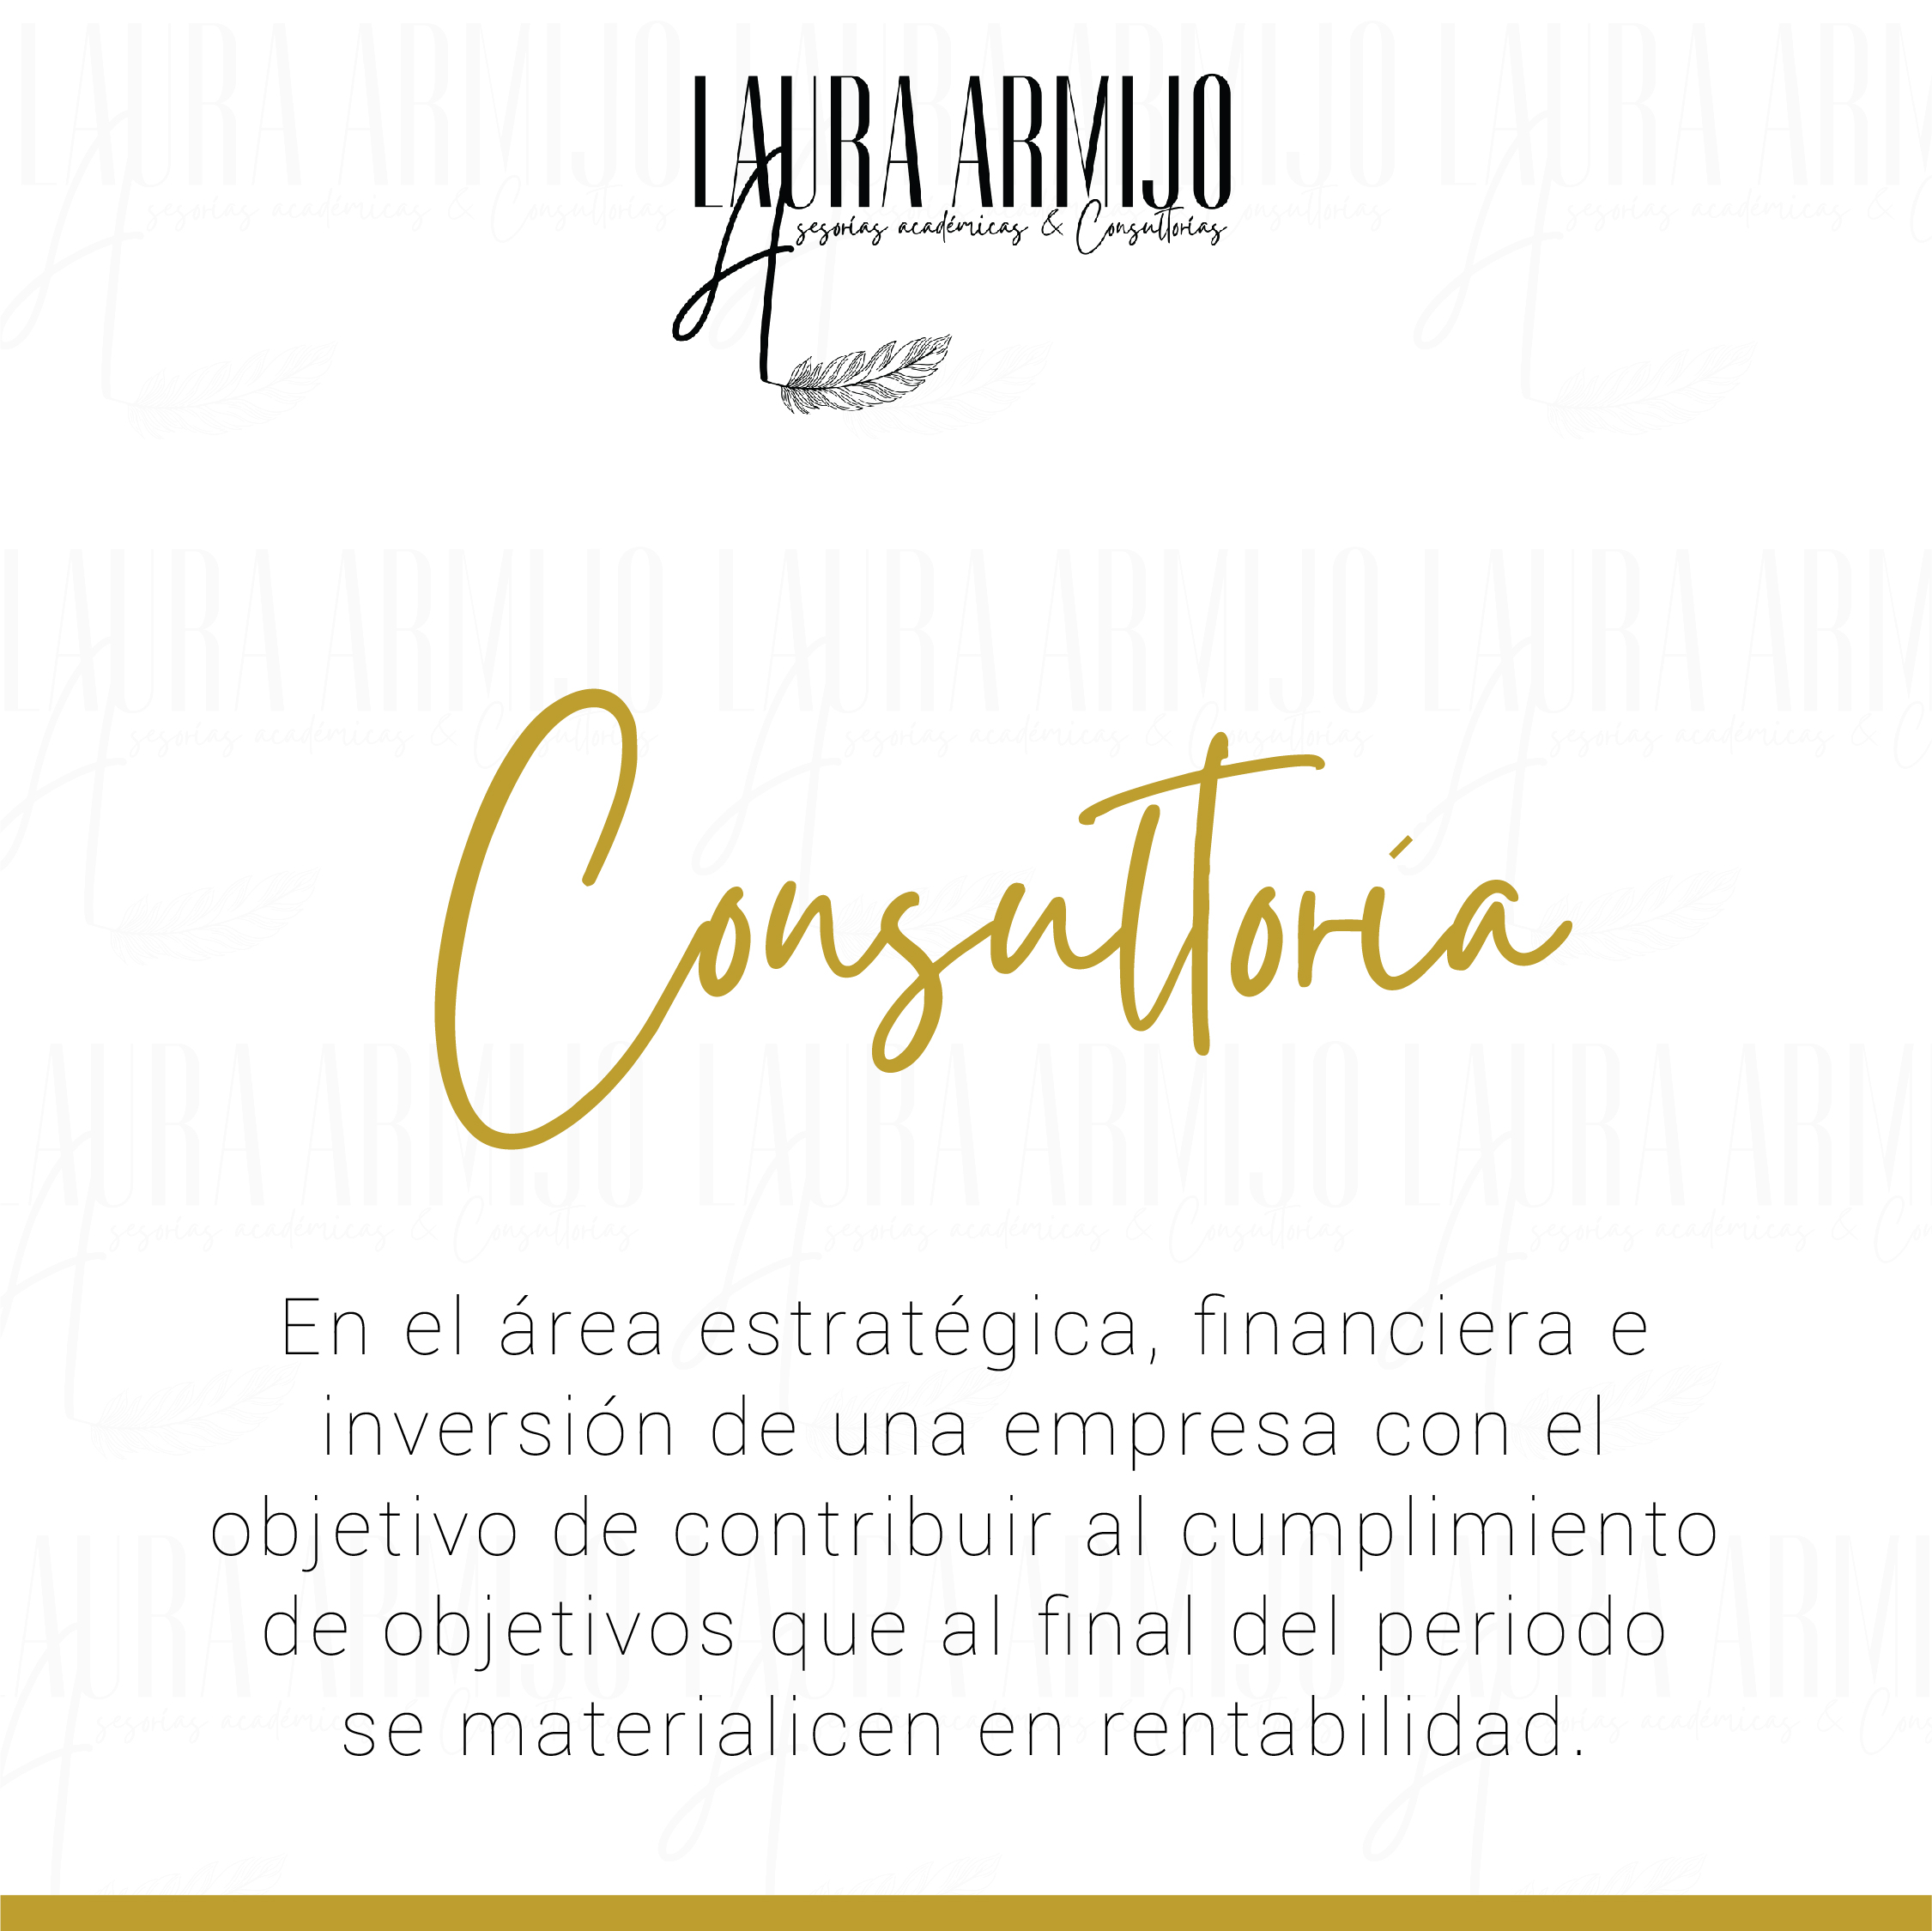 LAURA ARMIJO
Asesorías académicas & Consultorías
Consultoría
En el área estratégica, financiera e
inversión de una empresa con el
objetivo de contribuir al cumplimiento
de objetivos que al final del periodo
se materialicen en rentabilidad.